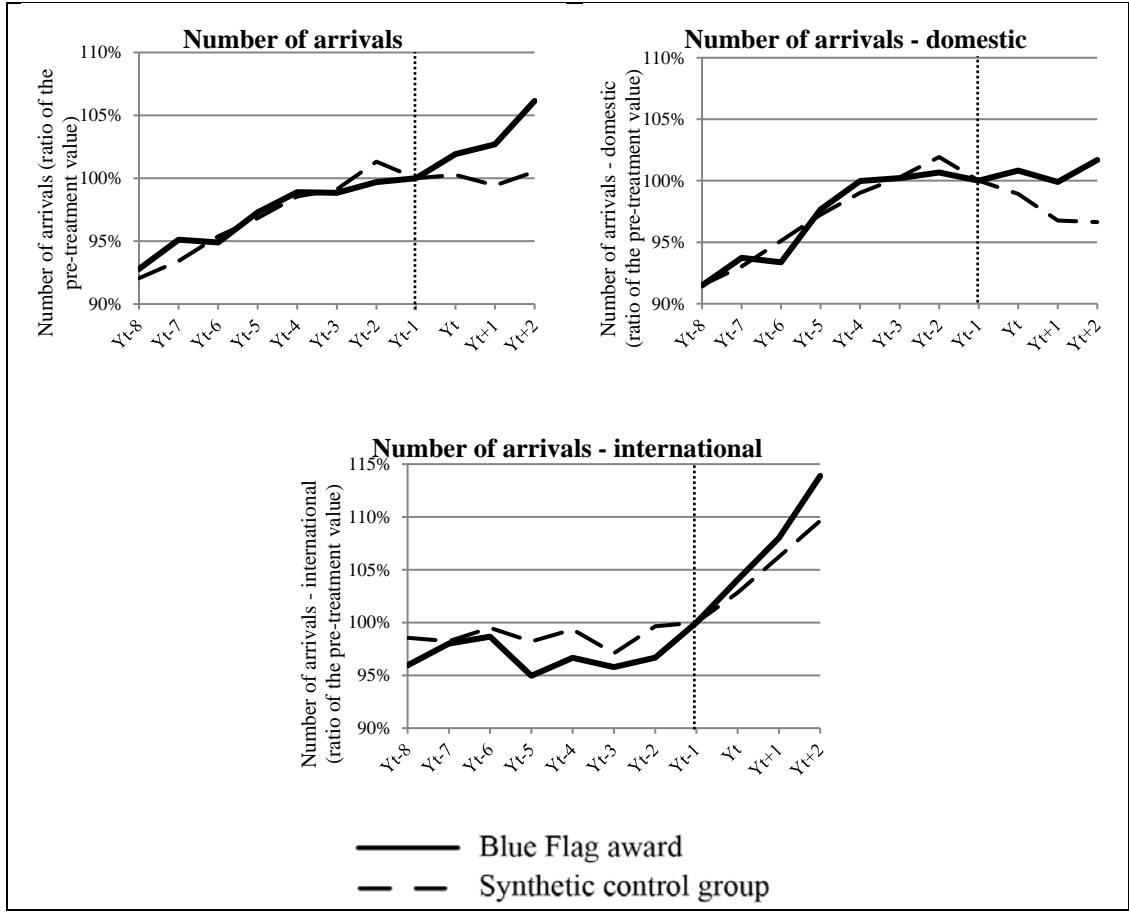 Number of arrivals
Number of arrivals (ratio of the
pre-treatment value)
110%
105%
100%
95%
90%
Yt-8
Yt-7
Yt-6
Yt-5
Yt-4
Yt-3
Yt-2
Yt-1
Yt
Yt+1
Yt+2
Number of arrivals - domestic
Number of arrivals - domestic
(ratio of the pre-treatment value)
110%
105%
100%
95%
90%
Yt-8
Yt-7
Yt-6
Yt-5
Yt-4
Yt-3
Yt-2
Yt-1
Yt
Yt+1
Yt+2
Number of arrivals - international
Number of arrivals - international
(ratio of the pre-treatment value)
115%
110%
105%
100%
95%
90%
Yt-8
Yt-7
Yt-6
Yt-5
Yt-4
Yt-3
Yt-2
Yt-1
Yt
Yt+1
Yt+2
Blue Flag award
Synthetic control group